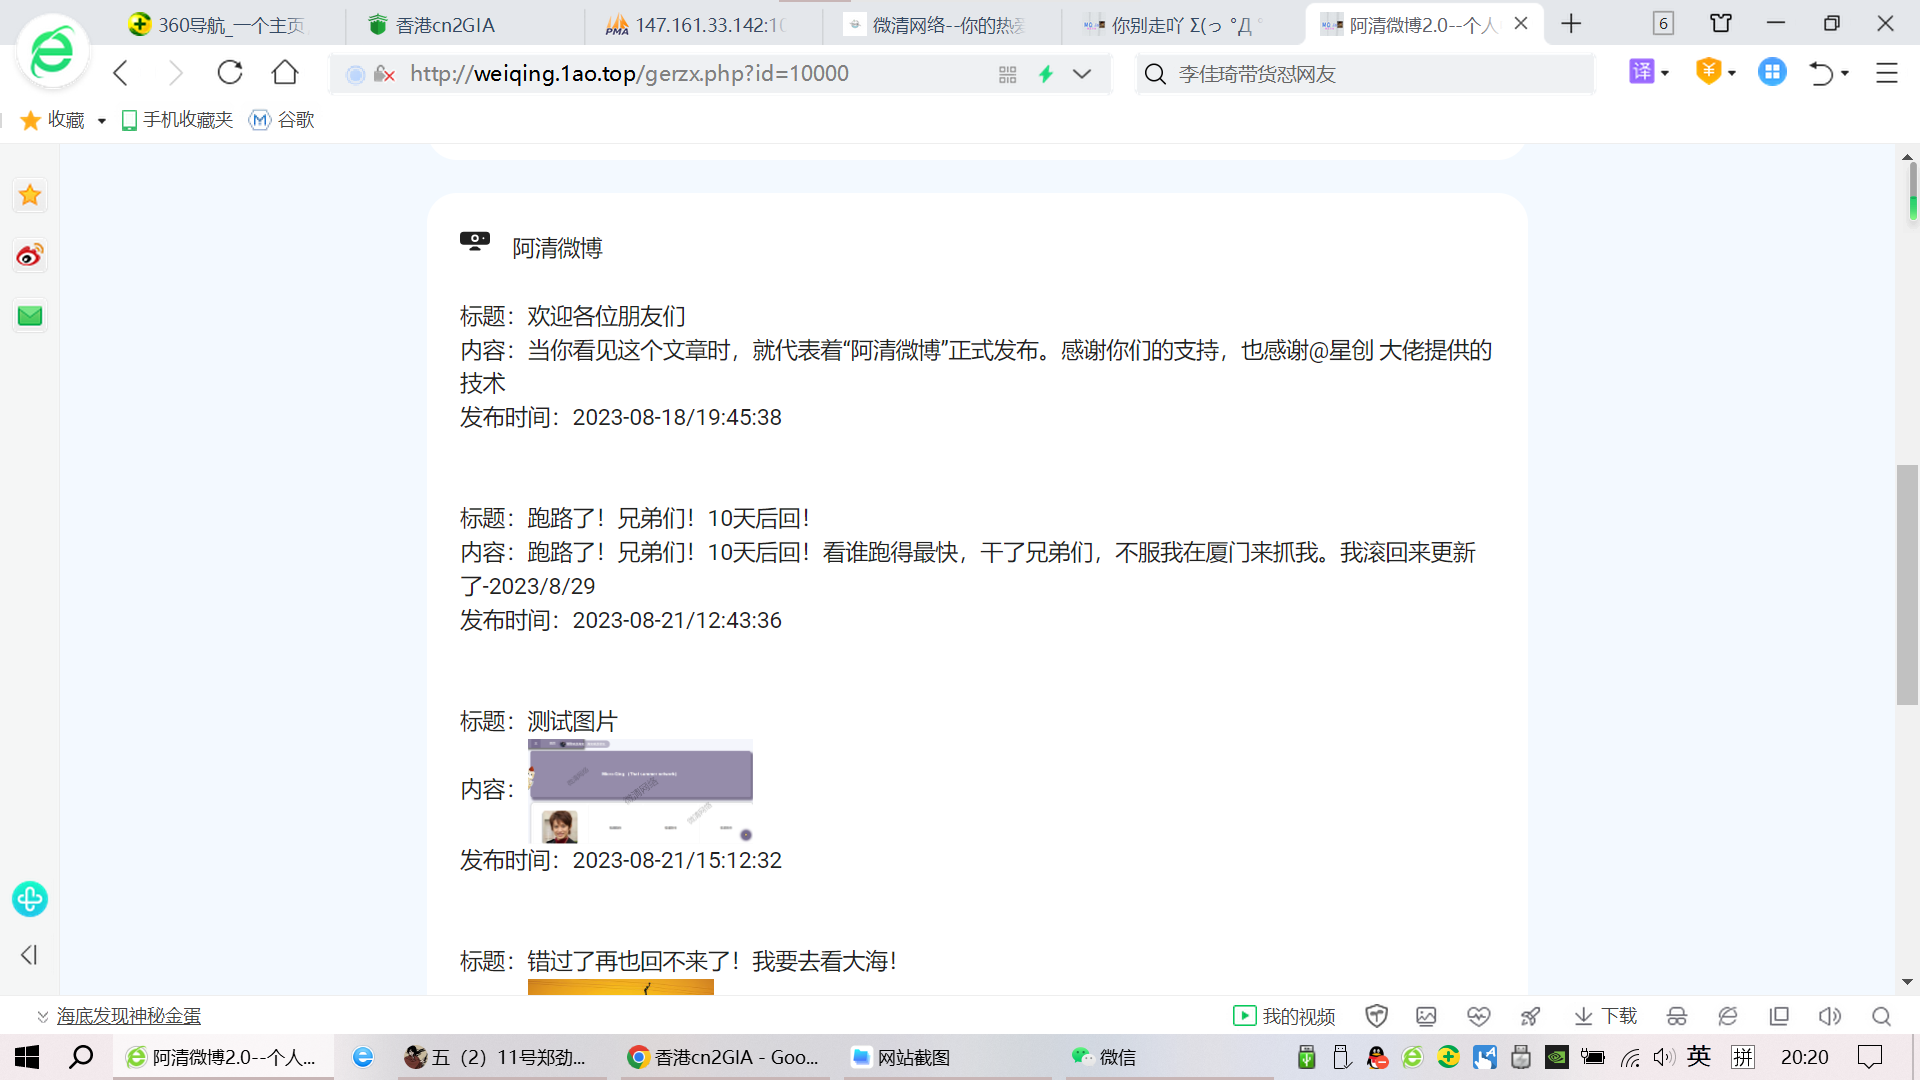 360导航_一个主页
香港cn2GIA
147.161.33.142:10
微清网络--你的热爱
你别走吖 Σ(っ °Д °
阿清微博2.0--个人
6
http://weiqing.1ao.top/gerzx.php?id=10000
李佳琦带货怼网友
译
收藏
手机收藏夹
谷歌
阿清微博
标题：欢迎各位朋友们
内容：当你看见这个文章时，就代表着“阿清微博”正式发布。感谢你们的支持，也感谢@星创 大佬提供的
技术
发布时间：2023-08-18/19:45:38
标题：跑路了！兄弟们！10天后回！
内容：跑路了！兄弟们！10天后回！看谁跑得最快，干了兄弟们，不服我在厦门来抓我。我滚回来更新
了-2023/8/29
发布时间：2023-08-21/12:43:36
标题：测试图片
内容：
发布时间：2023-08-21/15:12:32
标题：错过了再也回不来了！我要去看大海！
海底发现神秘金蛋
我的视频
下载
阿清微博2.0--个人...
五（2）11号郑劲...
香港cn2GIA - Goo...
网站截图
微信
英
拼
20:20